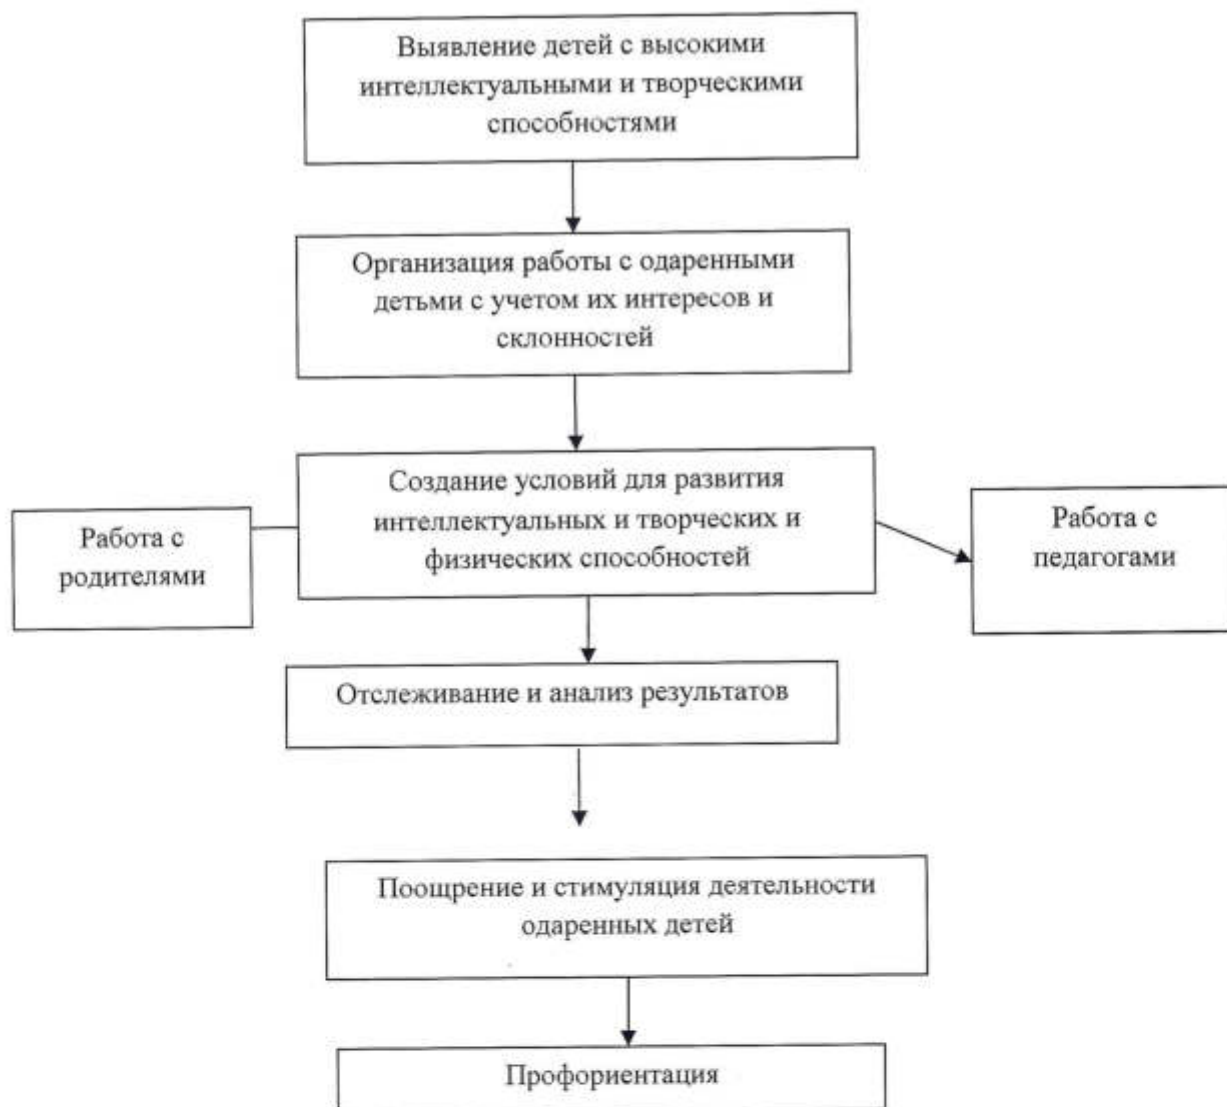 Выявление детей с высокими
интеллектуальными и творческими
способностями
Организация работы с одаренными
детьми с учетом их интересов и
склонностей
Создание условий для развития
интеллектуальных и творческих и
физических способностей
Работа с
родителями
Работа с
педагогами
Отслеживание и анализ результатов
Поощрение и стимуляция деятельности
одаренных детей
Профориентация